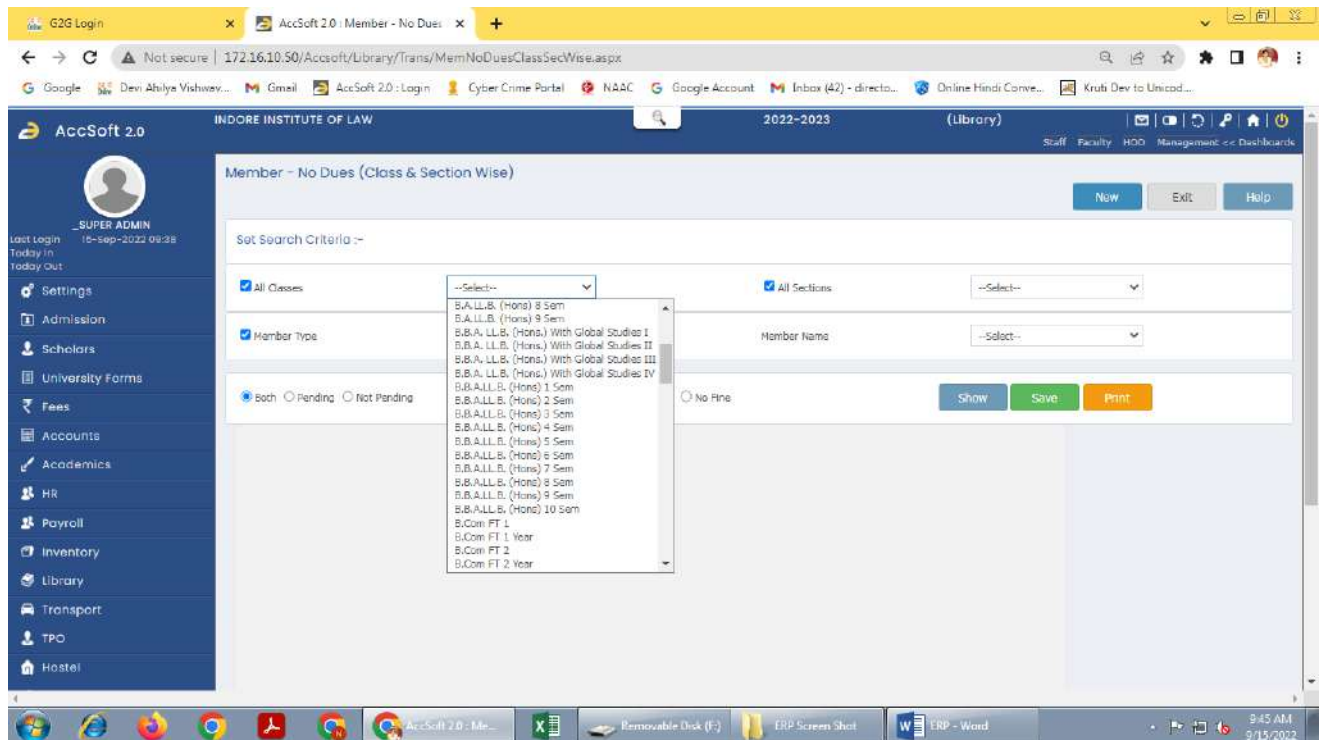 G2G Login
AccSoft 2.0 : Member - No Dues
Not secure | 172.16.10.50/Accsoft/Library/Trans/MemNoDuesClassSecWise.aspx
Google Devi Ahilya Vishwav... Gmail AccSoft 2.0 : Login Cyber Crime Portal NAAC Google Account Inbox (42) - directo... Online Hindi Conve... Kruti Dev to Unicod...
AccSoft 2.0
INDORE INSTITUTE OF LAW 2022-2023 (Library)
Staff Faculty HOD Management << Dashboards
Member - No Dues (Class & Section Wise)
New Exit Help
_SUPER ADMIN
Last Login 15-Sep-2022 09:38
Today In
Today Out
Set Search Criteria :-
All Classes --Select-- All Sections --Select--
Member Type Member Name --Select--
Both Pending Not Pending No Fine Show Save Print
B.A.LL.B. (Hons) 8 Sem
B.A.LL.B. (Hons) 9 Sem
B.B.A. LL.B. (Hons.) With Global Studies I
B.B.A. LL.B. (Hons.) With Global Studies II
B.B.A. LL.B. (Hons.) With Global Studies III
B.B.A. LL.B. (Hons.) With Global Studies IV
B.B.A.LL.B. (Hons) 1 Sem
B.B.A.LL.B. (Hons) 2 Sem
B.B.A.LL.B. (Hons) 3 Sem
B.B.A.LL.B. (Hons) 4 Sem
B.B.A.LL.B. (Hons) 5 Sem
B.B.A.LL.B. (Hons) 6 Sem
B.B.A.LL.B. (Hons) 7 Sem
B.B.A.LL.B. (Hons) 8 Sem
B.B.A.LL.B. (Hons) 9 Sem
B.B.A.LL.B. (Hons) 10 Sem
B.Com FT 1
B.Com FT 1 Year
B.Com FT 2
B.Com FT 2 Year
Settings
Admission
Scholars
University Forms
Fees
Accounts
Academics
HR
Payroll
Inventory
Library
Transport
TPO
Hostel
AccSoft 2.0 : Me... Removable Disk (F:) ERP Screen Shot ERP - Word
9:45 AM
9/15/2022